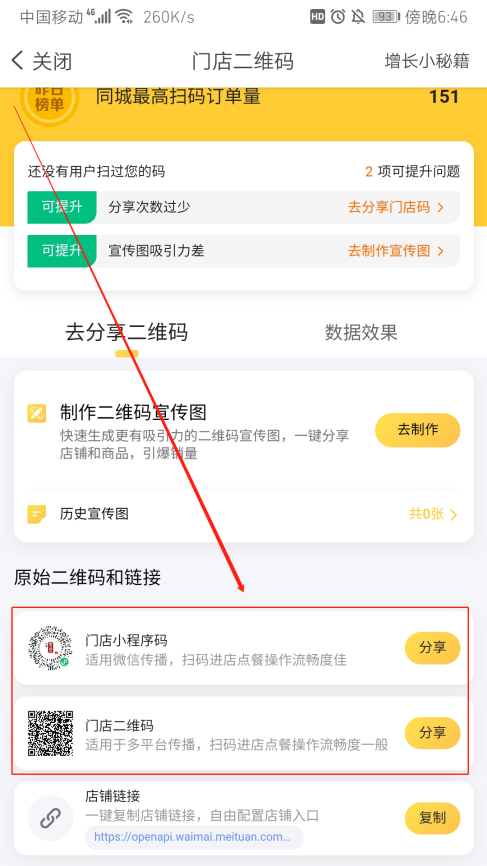 中国移动 4G 260K/s HD 93 傍晚6:46
关闭 门店二维码 增长小秘籍
昨日
榜单
同城最高扫码订单量 151
还没有用户扫过您的码 2 项可提升问题
可提升 分享次数过少 去分享门店码 >
可提升 宣传图吸引力差 去制作宣传图 >
去分享二维码 数据效果
制作二维码宣传图
快速生成更有吸引力的二维码宣传图，一键分享
店铺和商品，引爆销量
去制作
历史宣传图 共0张 >
原始二维码和链接
门店小程序码
适用微信传播，扫码进店点餐操作流畅度佳
分享
门店二维码
适用于多平台传播，扫码进店点餐操作流畅度一般
分享
店铺链接
一键复制店铺链接，自由配置店铺入口
https://openapi.waimai.meituan.com...
复制